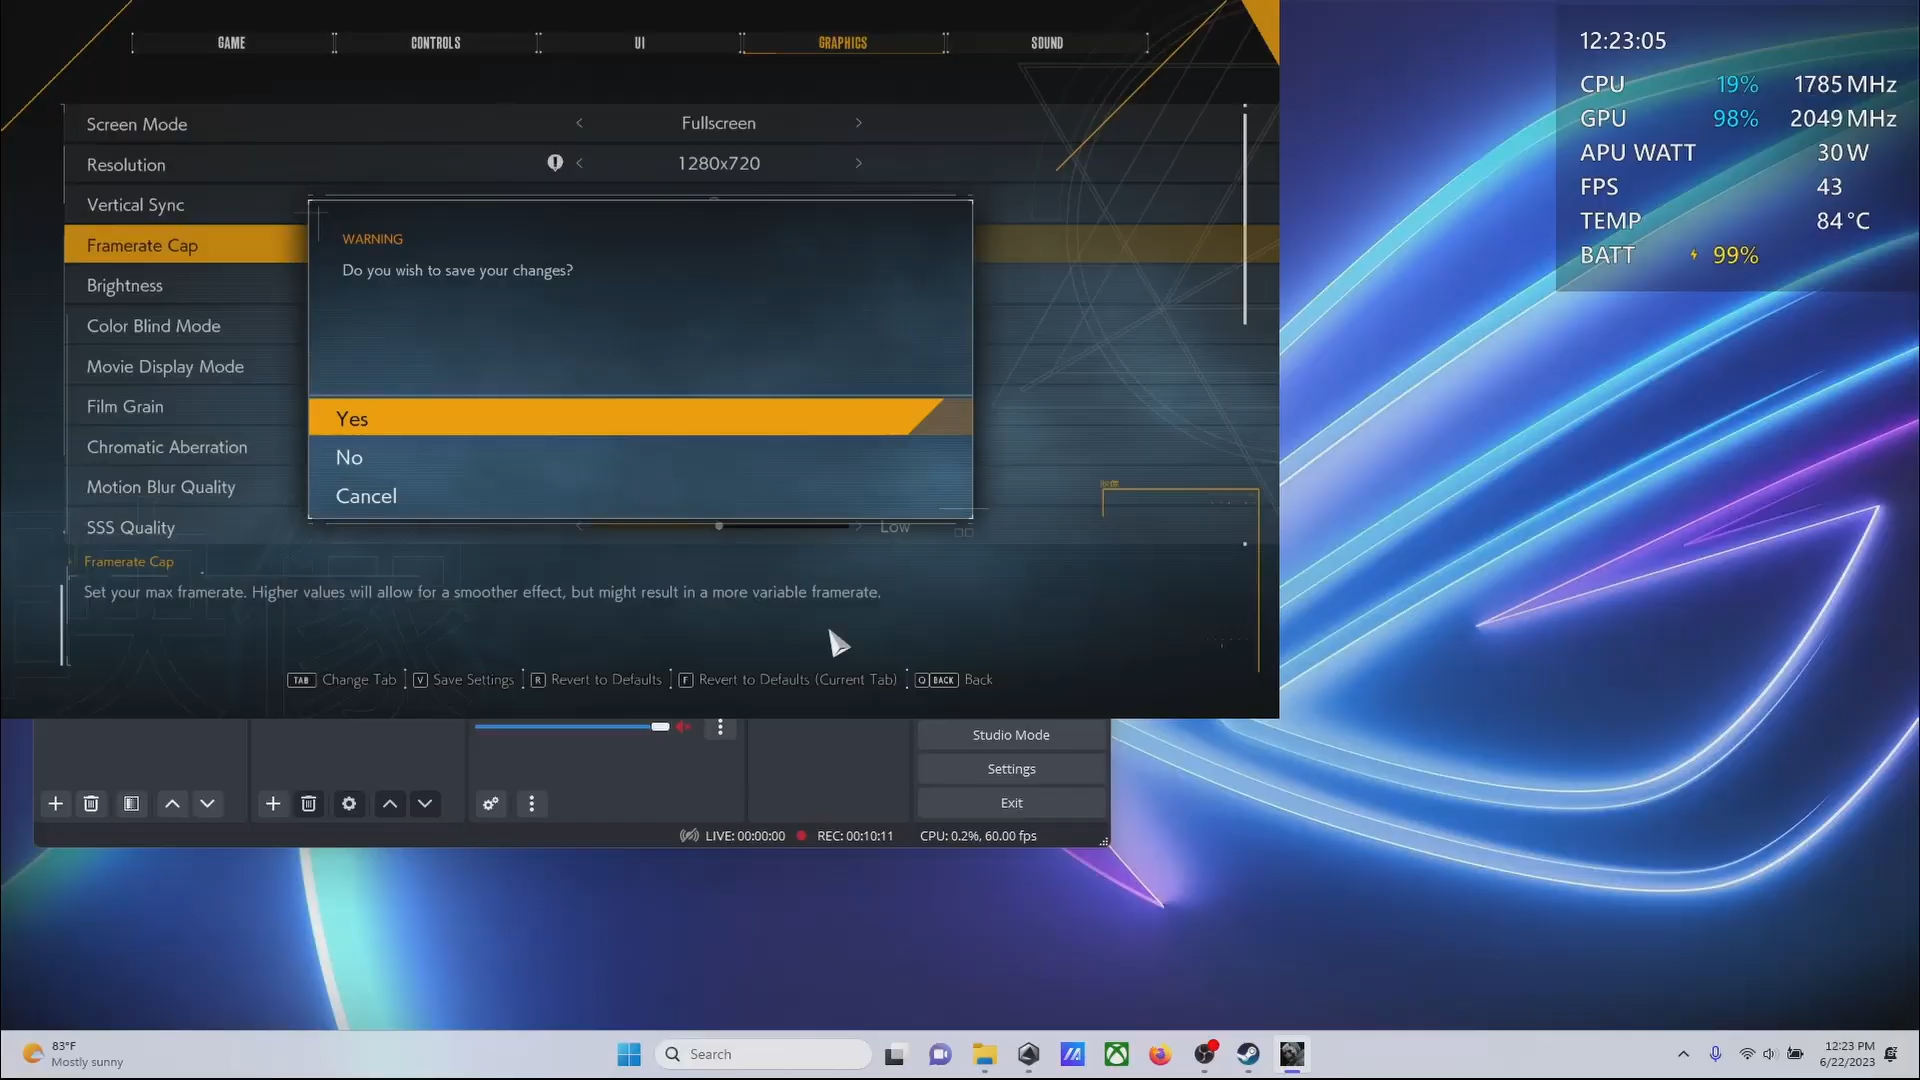 GAME
CONTROLS
UI
GRAPHICS
SOUND
12:23:05
CPU 19% 1785 MHz
GPU 98% 2049 MHz
APU WATT 30 W
FPS 43
TEMP 84 °C
BATT 99%
Screen Mode Fullscreen
Resolution 1280x720
Vertical Sync
Framerate Cap
Brightness
Color Blind Mode
Movie Display Mode
Film Grain
Chromatic Aberration
Motion Blur Quality
SSS Quality Low
WARNING
Do you wish to save your changes?
Yes
No
Cancel
映像
Framerate Cap
Set your max framerate. Higher values will allow for a smoother effect, but might result in a more variable framerate.
TAB Change Tab V Save Settings R Revert to Defaults F Revert to Defaults (Current Tab) Q BACK Back
Studio Mode
Settings
Exit
LIVE: 00:00:00 REC: 00:10:11 CPU: 0.2%, 60.00 fps
83°F
Mostly sunny
Search
12:23 PM
6/22/2023